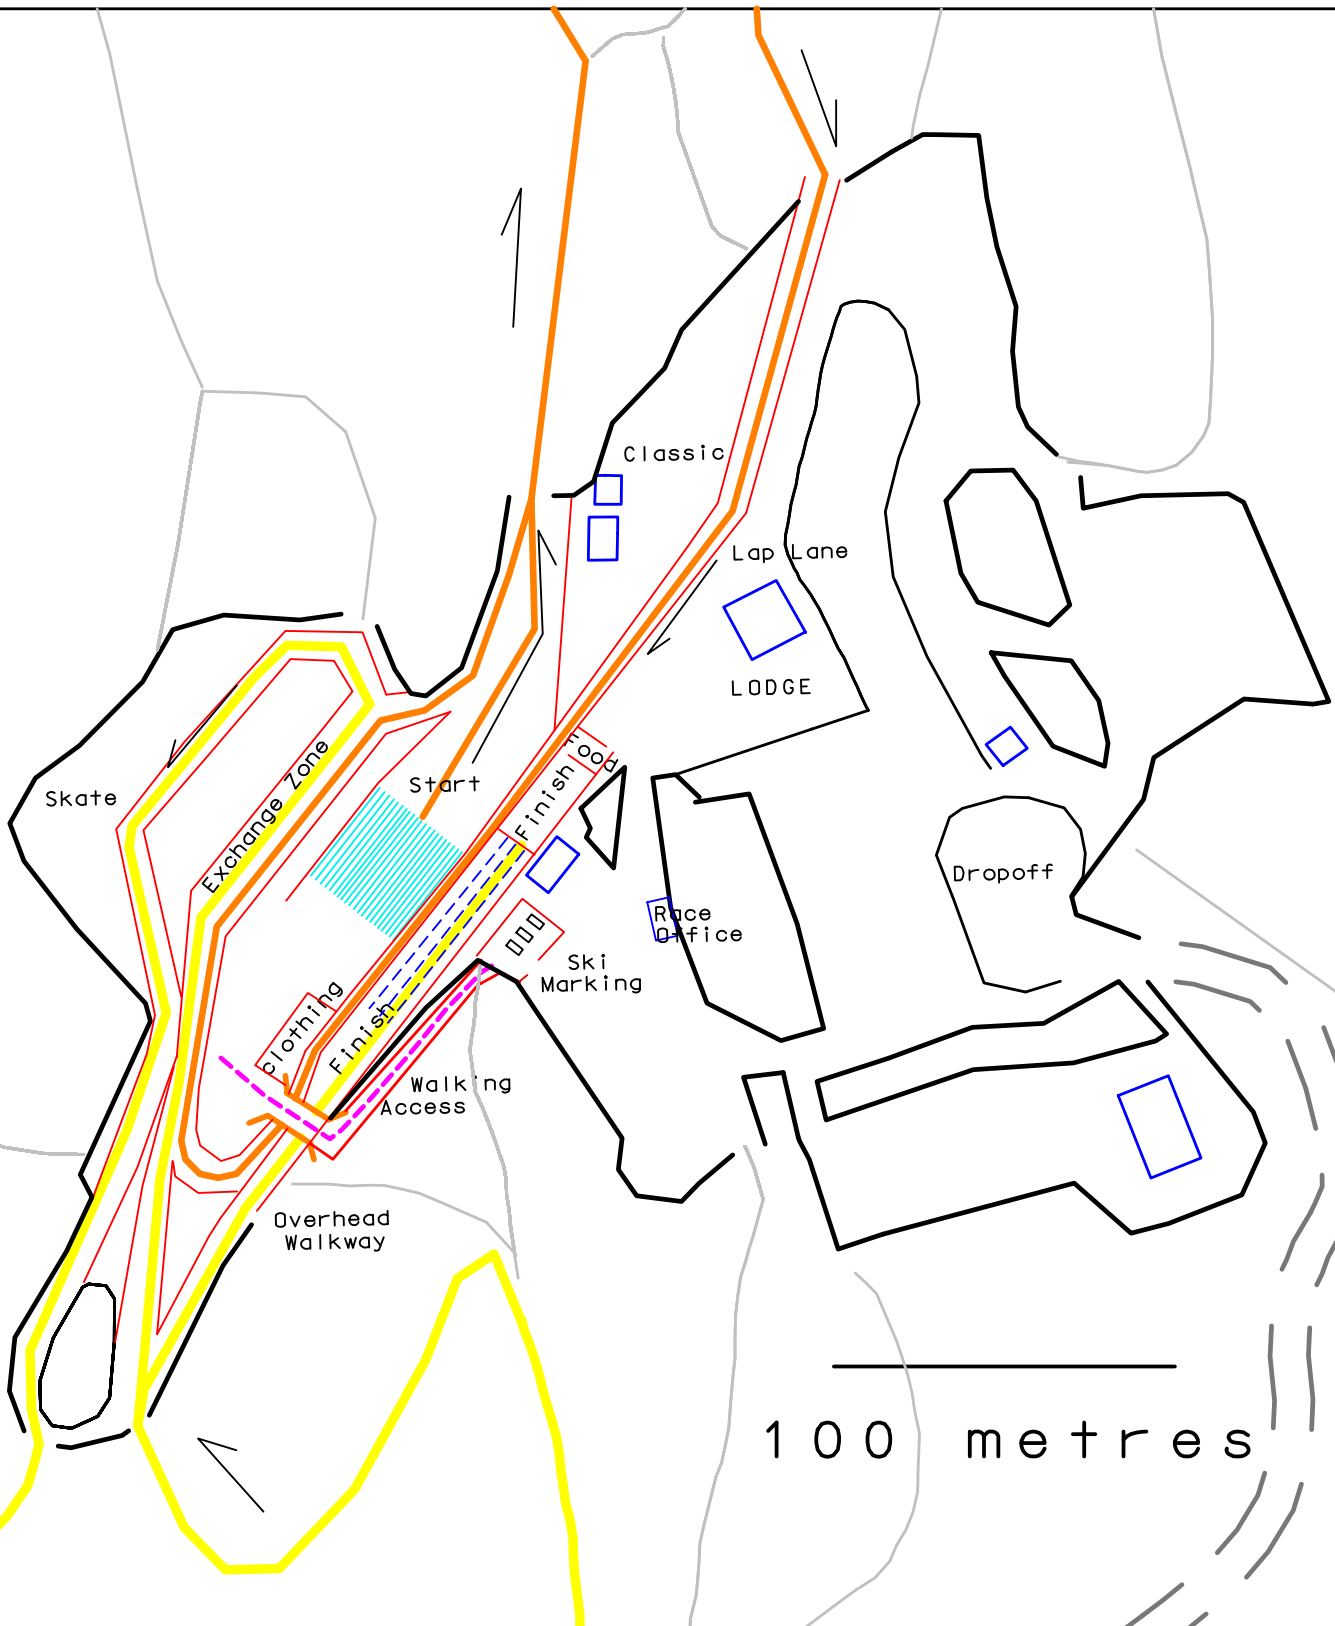 Classic
Lap Lane
LODGE
Food
Finish
Start
Skate
Exchange Zone
Dropoff
Race
Office
Ski
Marking
clothing
Finish
Walking
Access
Overhead
Walkway
100 metres